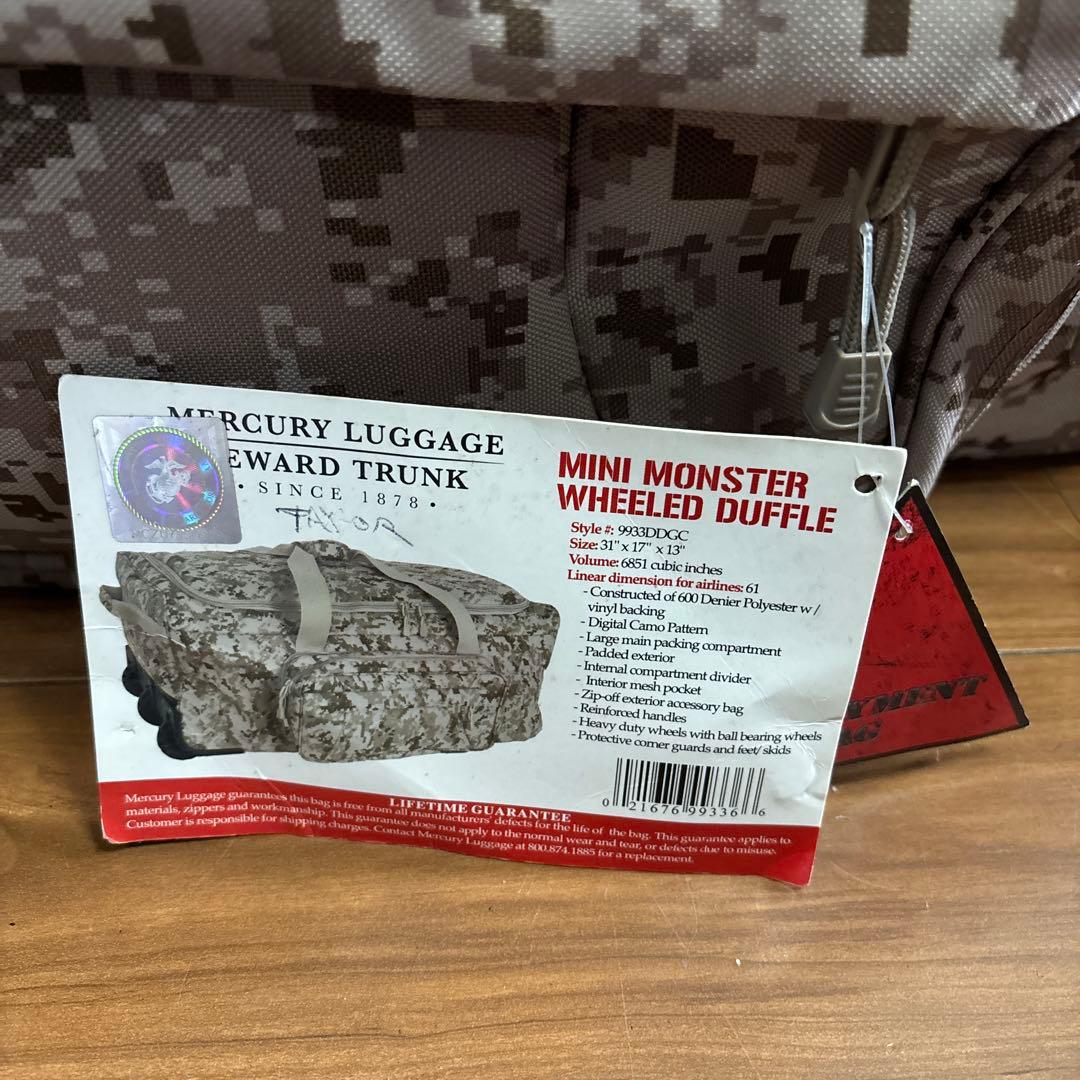 MERCURY LUGGAGE
EWARD TRUNK
• SINCE 1878 •
MINI MONSTER
WHEELED DUFFLE
Style #: 9933DDGC
Size: 31" x 17" x 13"
Volume: 6851 cubic inches
Linear dimension for airlines: 61
- Constructed of 600 Denier Polyester w/
vinyl backing
- Digital Camo Pattern
- Large main packing compartment
- Padded exterior
- Internal compartment divider
- Interior mesh pocket
- Zip-off exterior accessory bag
- Reinforced handles
- Heavy duty wheels with ball bearing wheels
- Protective corner guards and feet/ skids
0 21676 99336 6
LIFETIME GUARANTEE
Mercury Luggage guarantees this bag is free from all manufacturers' defects for the life of the bag. This guarantee applies to
materials, zippers and workmanship. This guarantee does not apply to the normal wear and tear, or defects due to misuse.
Customer is responsible for shipping charges. Contact Mercury Luggage at 800.874.1885 for a replacement.
YMENT